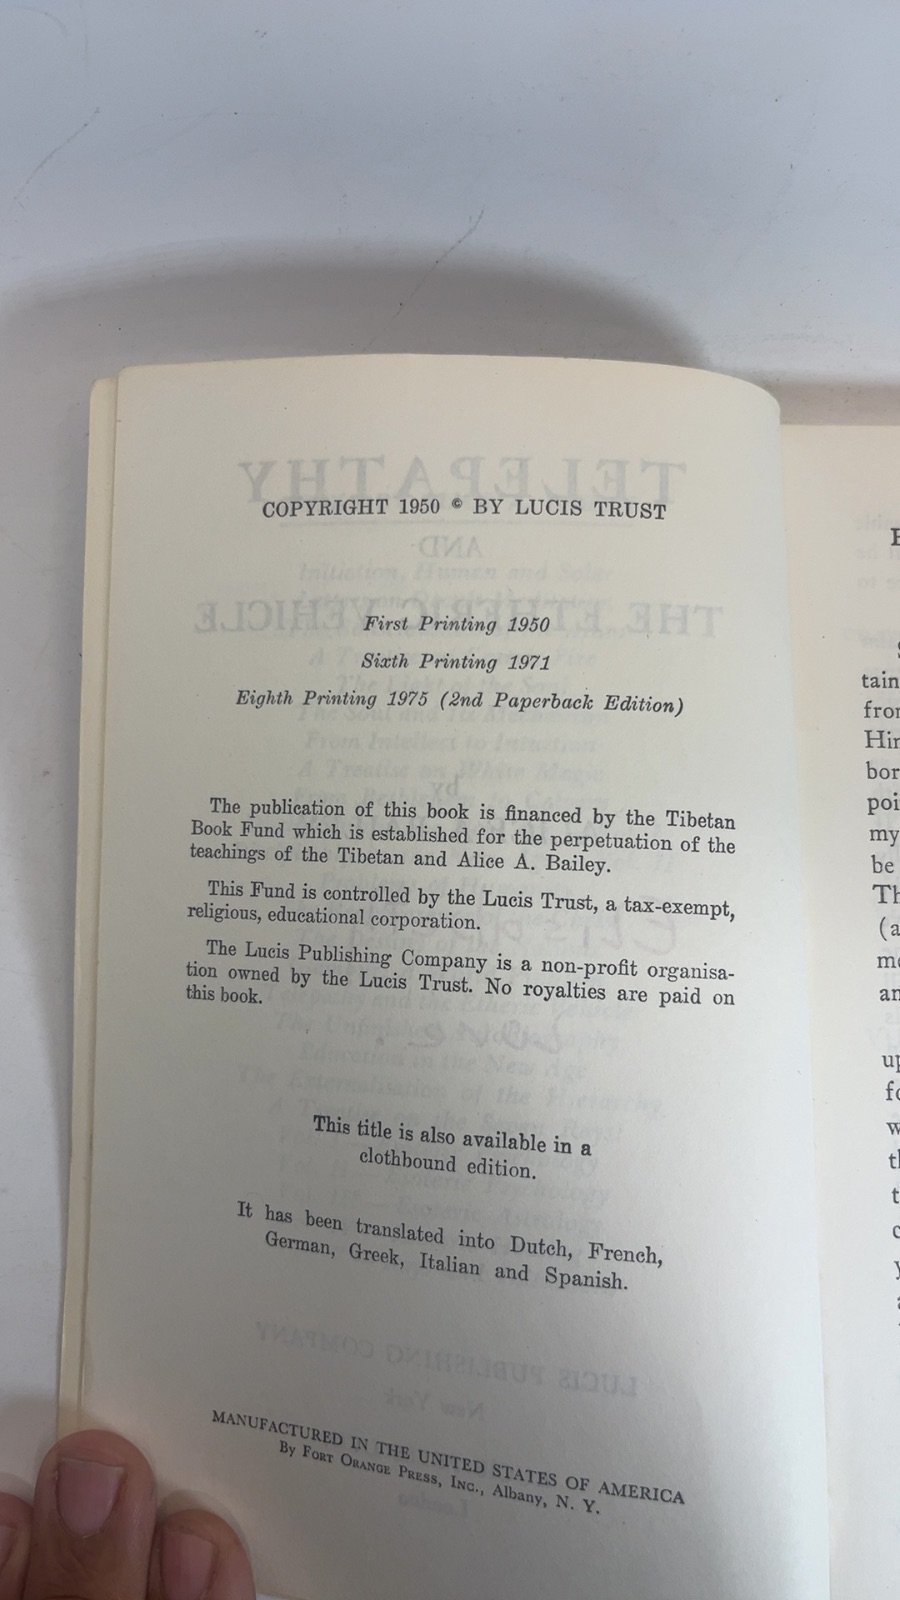 COPYRIGHT 1950 © BY LUCIS TRUST
First Printing 1950
Sixth Printing 1971
Eighth Printing 1975 (2nd Paperback Edition)
The publication of this book is financed by the Tibetan
Book Fund which is established for the perpetuation of the
teachings of the Tibetan and Alice A. Bailey.
This Fund is controlled by the Lucis Trust, a tax-exempt,
religious, educational corporation.
The Lucis Publishing Company is a non-profit organisa-
tion owned by the Lucis Trust. No royalties are paid on
this book.
This title is also available in a
clothbound edition.
It has been translated into Dutch, French,
German, Greek, Italian and Spanish.
MANUFACTURED IN THE UNITED STATES OF AMERICA
By Fort Orange Press, Inc., Albany, N. Y.